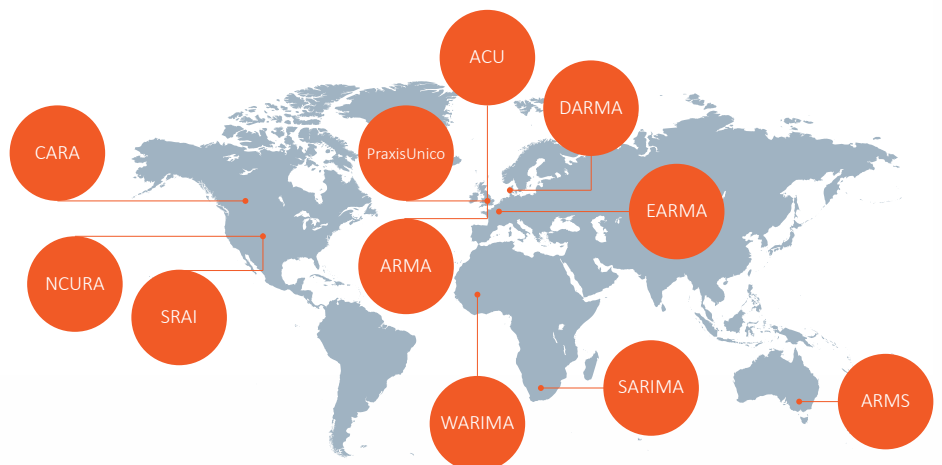 ACU
DARMA
CARA
PraxisUnico
EARMA
ARMA
NCURA
SRAI
SARIMA
ARMS
WARIMA